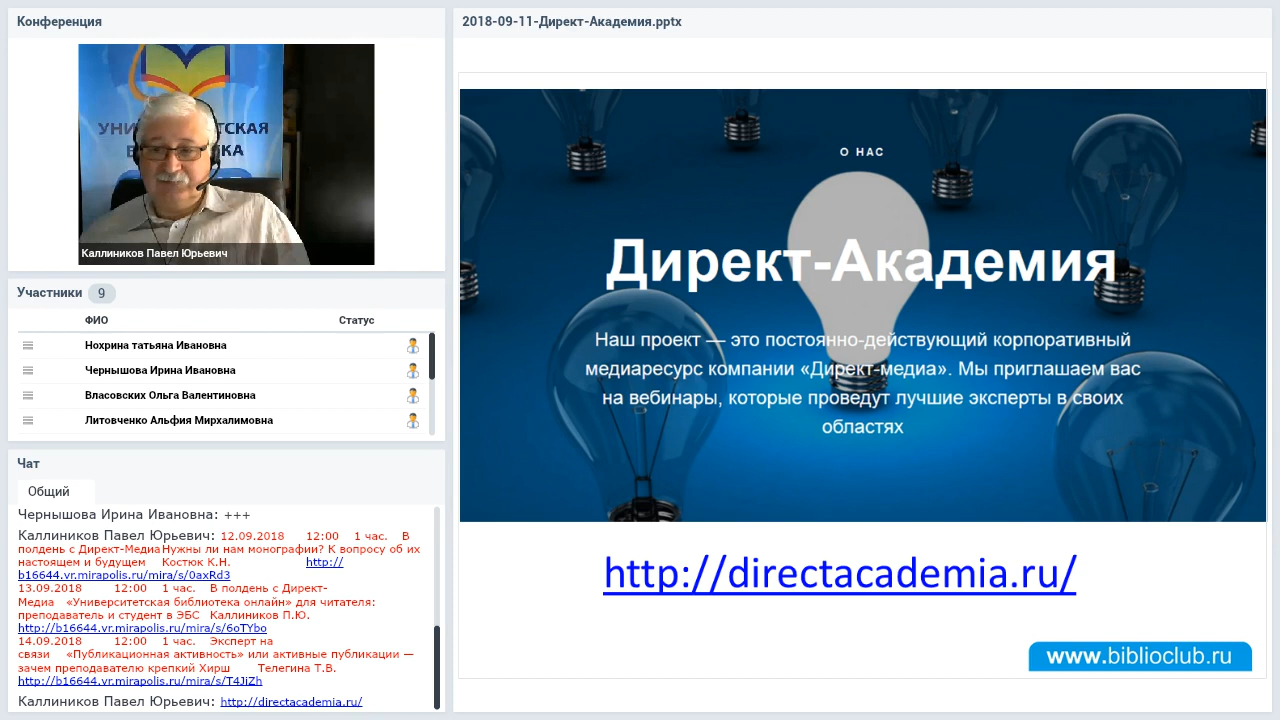 Конференция
УНИ ТСКАЯ
КА
Каллиников Павел Юрьевич
Участники 9
ФИО Статус
Нохрина татьяна Ивановна
Чернышова Ирина Ивановна
Власовских Ольга Валентиновна
Литовченко Альфия Мирхалимовна
Чат
Общий
Чернышова Ирина Ивановна: +++
Каллиников Павел Юрьевич: 12.09.2018 12:00 1 час. В
полдень с Директ-Медиа Нужны ли нам монографии? К вопросу об их
настоящем и будущем Костюк К.Н. http://
b16644.vr.mirapolis.ru/mira/s/0axRd3
13.09.2018 12:00 1 час. В полдень с Директ-
Медиа «Университетская библиотека онлайн» для читателя:
преподаватель и студент в ЭБС Каллиников П.Ю.
http://b16644.vr.mirapolis.ru/mira/s/6oTYbo
14.09.2018 12:00 1 час. Эксперт на
связи «Публикационная активность» или активные публикации —
зачем преподавателю крепкий Хирш Телегина Т.В.
http://b16644.vr.mirapolis.ru/mira/s/T4JiZh
Каллиников Павел Юрьевич: http://directacademia.ru/
2018-09-11-Директ-Академия.pptx
О НАС
Директ-Академия
Наш проект — это постоянно-действующий корпоративный
медиаресурс компании «Директ-медиа». Мы приглашаем вас
на вебинары, которые проведут лучшие эксперты в своих
областях
http://directacademia.ru/
www.biblioclub.ru